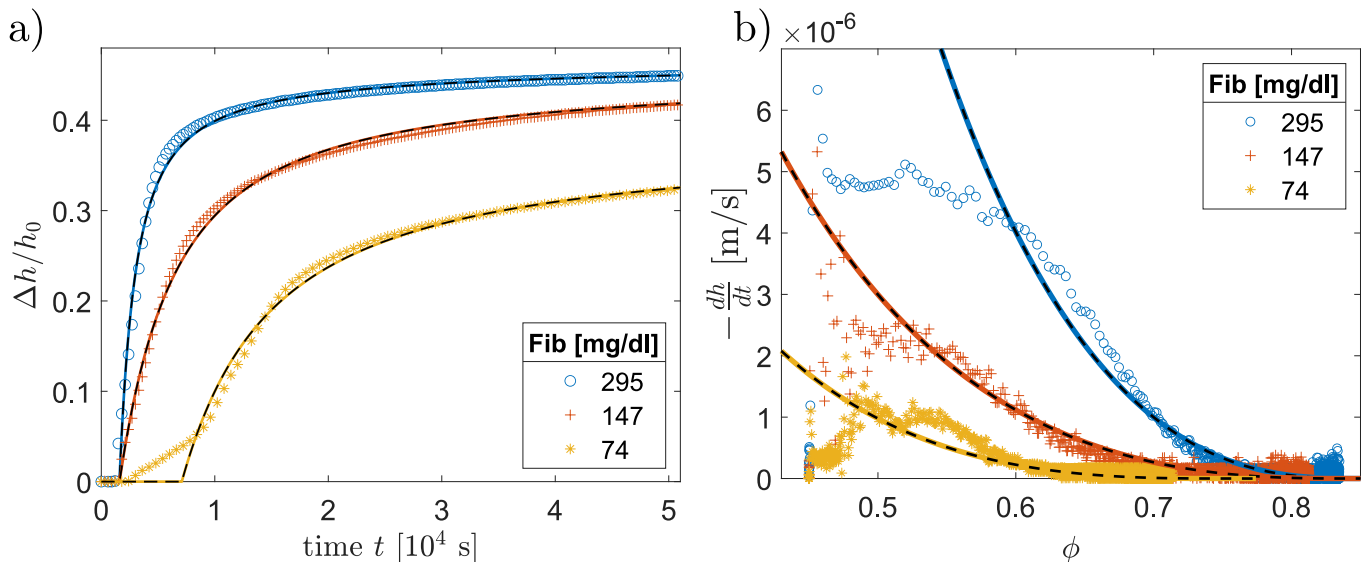 a)
Δh/h₀
0.4
0.3
0.2
0.1
0
0 1 2 3 4 5
time t [10⁴ s]
Fib [mg/dl]
295
147
74
b)
×10⁻⁶
−dh/dt [m/s]
6
5
4
3
2
1
0
0.5 0.6 0.7 0.8
ϕ
Fib [mg/dl]
295
147
74